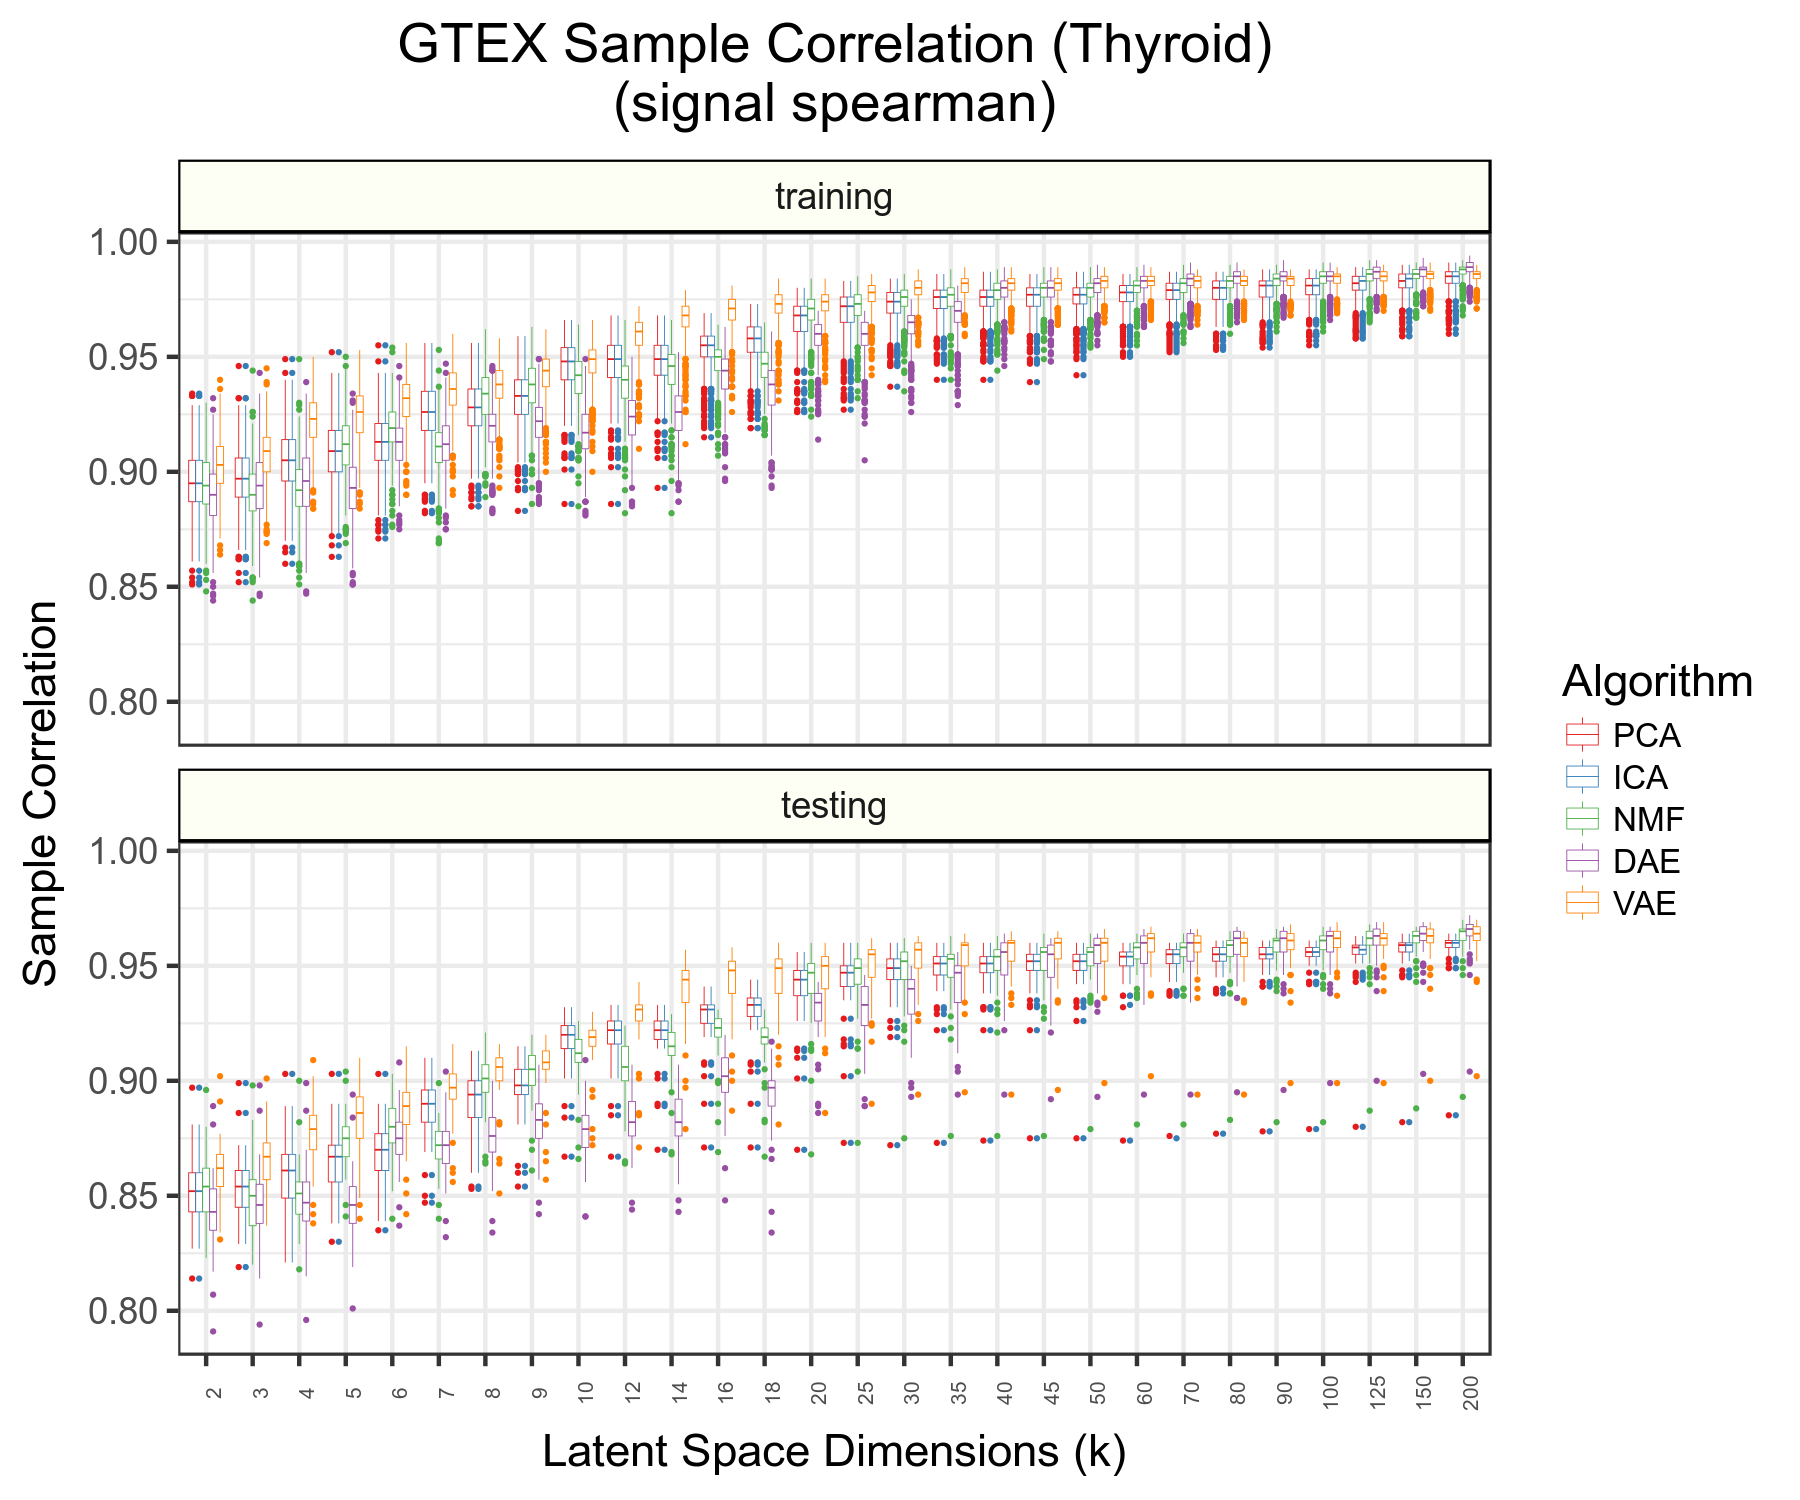 GTEX Sample Correlation (Thyroid)
(signal spearman)
training
1.00
0.95
0.90
0.85
0.80
testing
1.00
0.95
0.90
0.85
0.80
Sample Correlation
2 3 4 5 6 7 8 9 10 12 14 16 18 20 25 30 35 40 45 50 60 70 80 90 100 125 150 200
Latent Space Dimensions (k)
Algorithm
PCA
ICA
NMF
DAE
VAE